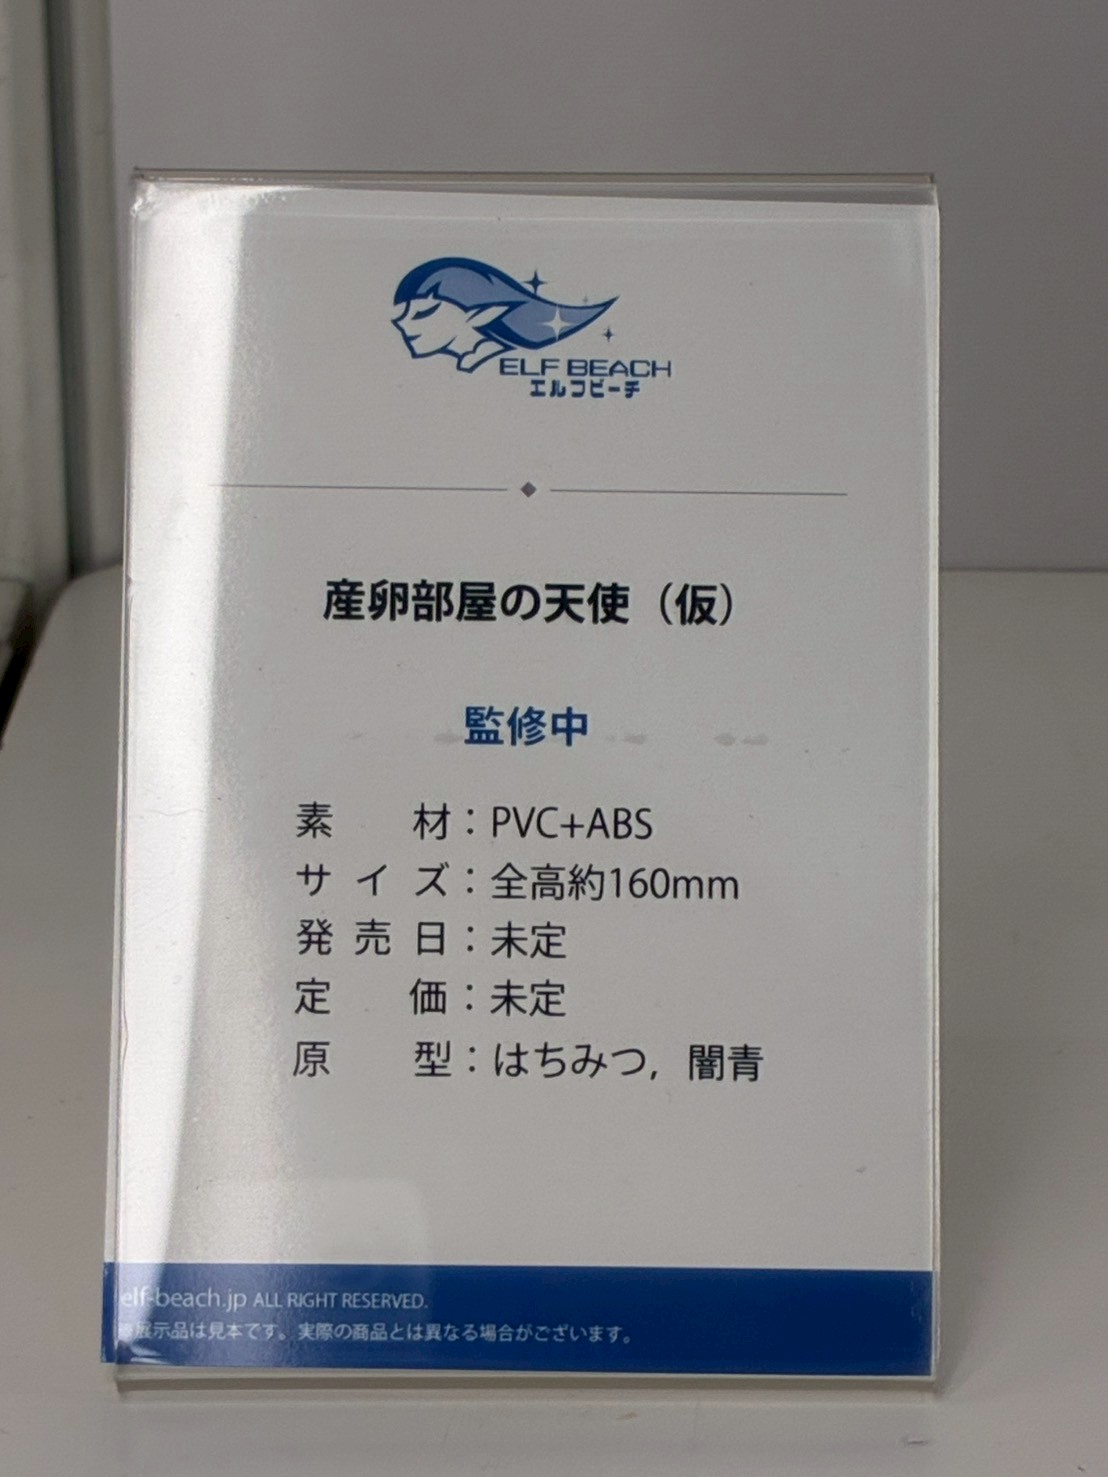 ELF BEACH
エルフビーチ
産卵部屋の天使（仮）
監修中
素材：PVC+ABS
サイズ：全高約160mm
発売日：未定
定価：未定
原型：はちみつ, 闇青
elf-beach.jp ALL RIGHT RESERVED.
※展示品は見本です。実際の商品とは異なる場合がございます。